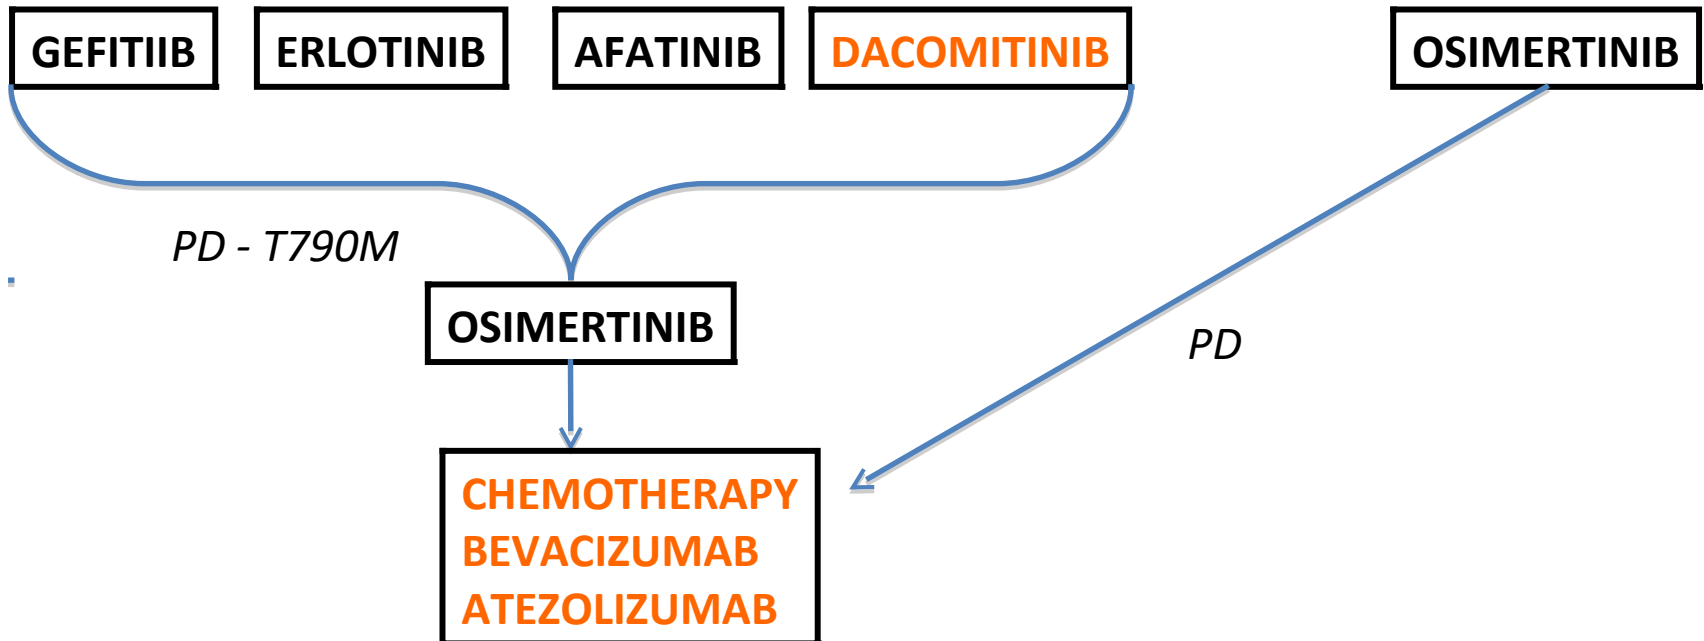 GEFITIIB
ERLOTINIB
AFATINIB
DACOMITINIB
OSIMERTINIB
PD - T790M
OSIMERTINIB
PD
CHEMOTHERAPY
BEVACIZUMAB
ATEZOLIZUMAB